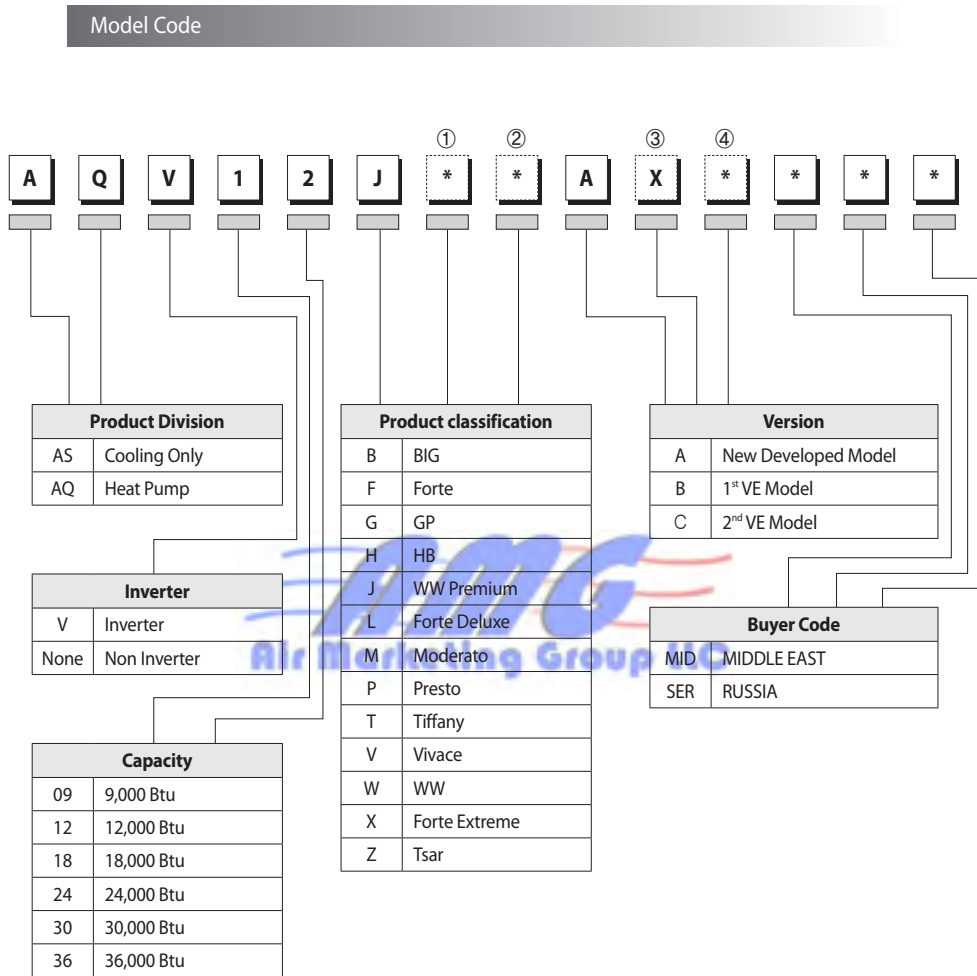 Model Code
① ② ③ ④
A Q V 1 2 J * * A X * * * *
Product Division
AS Cooling Only
AQ Heat Pump
Inverter
V Inverter
None Non Inverter
Capacity
09 9,000 Btu
12 12,000 Btu
18 18,000 Btu
24 24,000 Btu
30 30,000 Btu
36 36,000 Btu
Product classification
B BIG
F Forte
G GP
H HB
J WW Premium
L Forte Deluxe
M Moderato
P Presto
T Tiffany
V Vivace
W WW
X Forte Extreme
Z Tsar
Version
A New Developed Model
B 1st VE Model
C 2nd VE Model
Buyer Code
MID MIDDLE EAST
SER RUSSIA
AMG
Air Marketing Group LLC